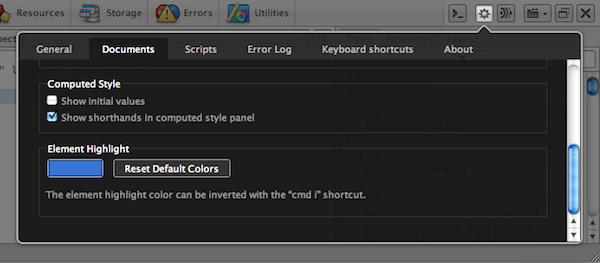 Resources Storage Errors Utilities
General Documents Scripts Error Log Keyboard shortcuts About
Computed Style
Show initial values
Show shorthands in computed style panel
Element Highlight
Reset Default Colors
The element highlight color can be inverted with the “cmd i” shortcut.